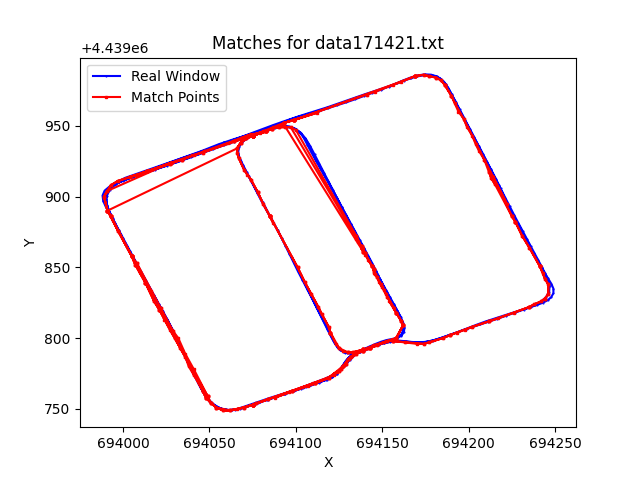 Matches for data171421.txt
+4.439e6
Real Window
Match Points
950
900
850
800
750
Y
694000 694050 694100 694150 694200 694250
X